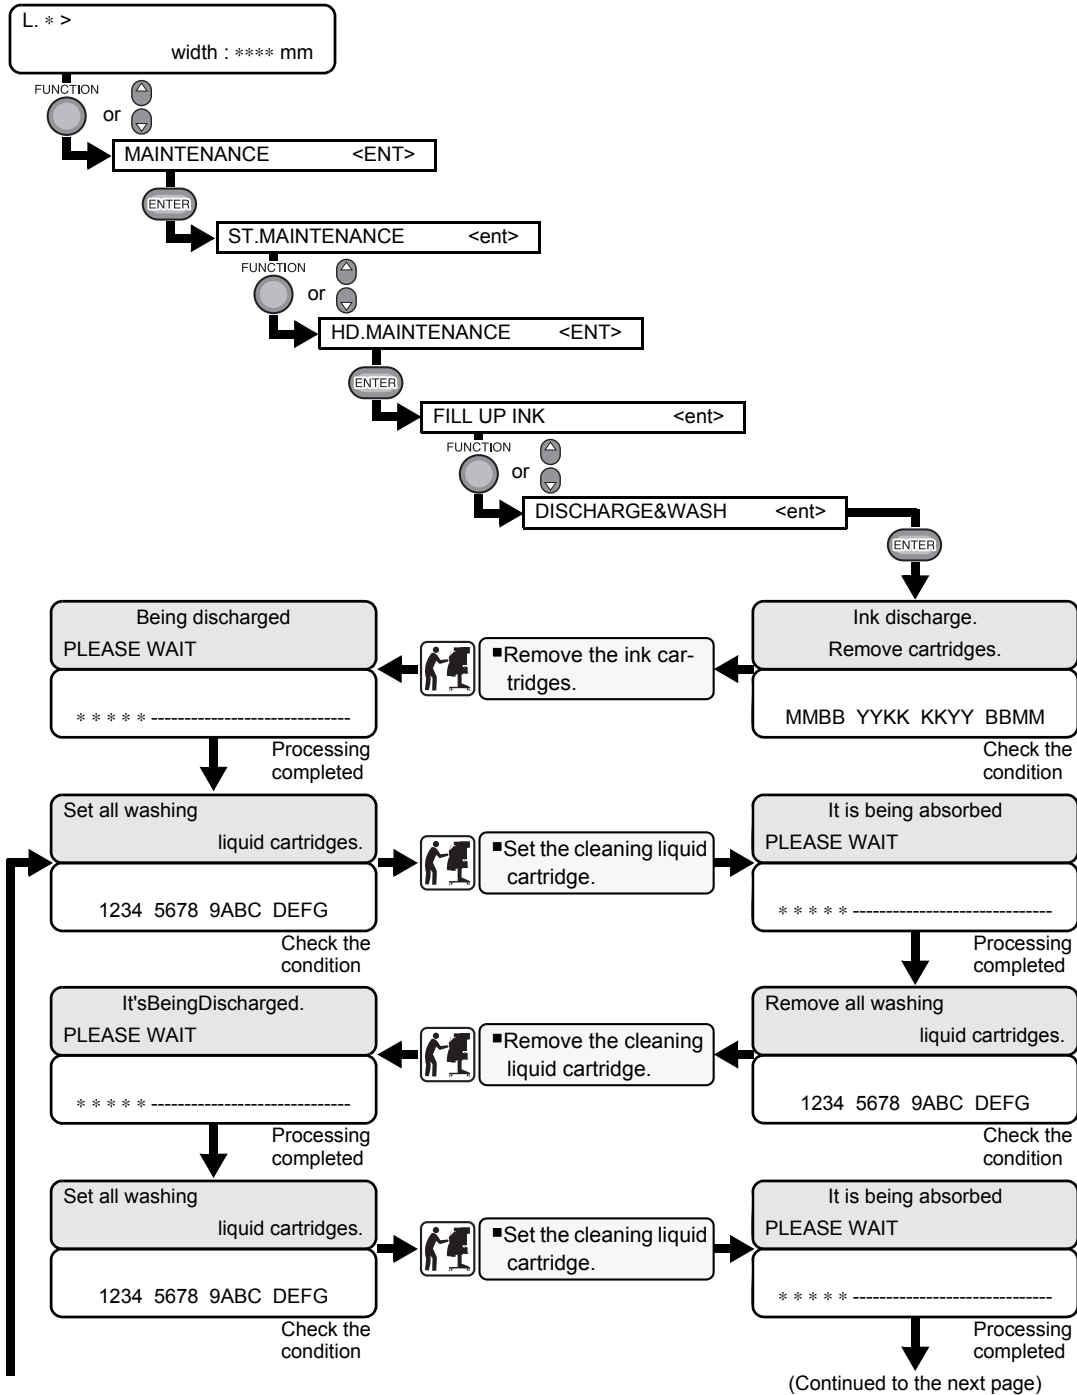 L. * >
width : **** mm
FUNCTION
or
MAINTENANCE <ENT>
ENTER
ST.MAINTENANCE <ent>
FUNCTION
or
HD.MAINTENANCE <ENT>
ENTER
FILL UP INK <ent>
FUNCTION
or
DISCHARGE&WASH <ent>
ENTER
Ink discharge.
Remove cartridges.
MMBB YYKK KKYY BBMM
Check the
condition
■Remove the ink car-
tridges.
Being discharged
PLEASE WAIT
* * * * * ------------------------------
Processing
completed
Set all washing
liquid cartridges.
1234 5678 9ABC DEFG
Check the
condition
■Set the cleaning liquid
cartridge.
It is being absorbed
PLEASE WAIT
* * * * * ------------------------------
Processing
completed
Remove all washing
liquid cartridges.
1234 5678 9ABC DEFG
Check the
condition
■Remove the cleaning
liquid cartridge.
It'sBeingDischarged.
PLEASE WAIT
* * * * * ------------------------------
Processing
completed
Set all washing
liquid cartridges.
1234 5678 9ABC DEFG
Check the
condition
■Set the cleaning liquid
cartridge.
It is being absorbed
PLEASE WAIT
* * * * * ------------------------------
Processing
completed
(Continued to the next page)